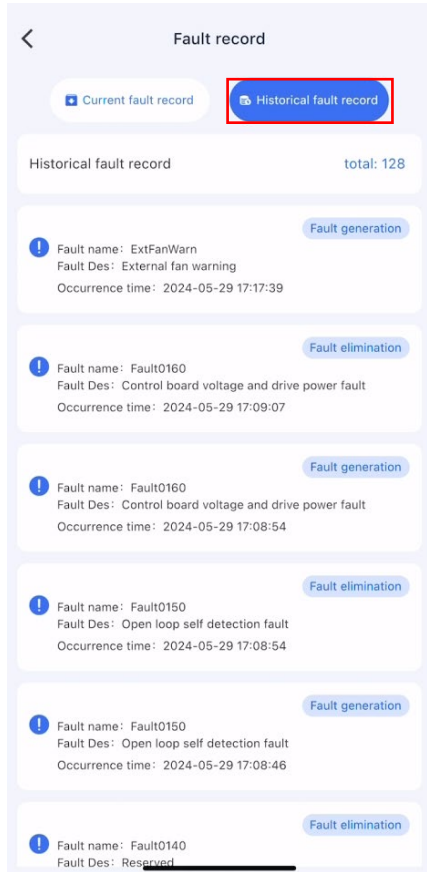 Fault record
Current fault record
Historical fault record
Historical fault record
total: 128
Fault generation
Fault name: ExtFanWarn
Fault Des: External fan warning
Occurrence time: 2024-05-29 17:17:39
Fault elimination
Fault name: Fault0160
Fault Des: Control board voltage and drive power fault
Occurrence time: 2024-05-29 17:09:07
Fault generation
Fault name: Fault0160
Fault Des: Control board voltage and drive power fault
Occurrence time: 2024-05-29 17:08:54
Fault elimination
Fault name: Fault0150
Fault Des: Open loop self detection fault
Occurrence time: 2024-05-29 17:08:54
Fault generation
Fault name: Fault0150
Fault Des: Open loop self detection fault
Occurrence time: 2024-05-29 17:08:46
Fault elimination
Fault name: Fault0140
Fault Des: Reserved